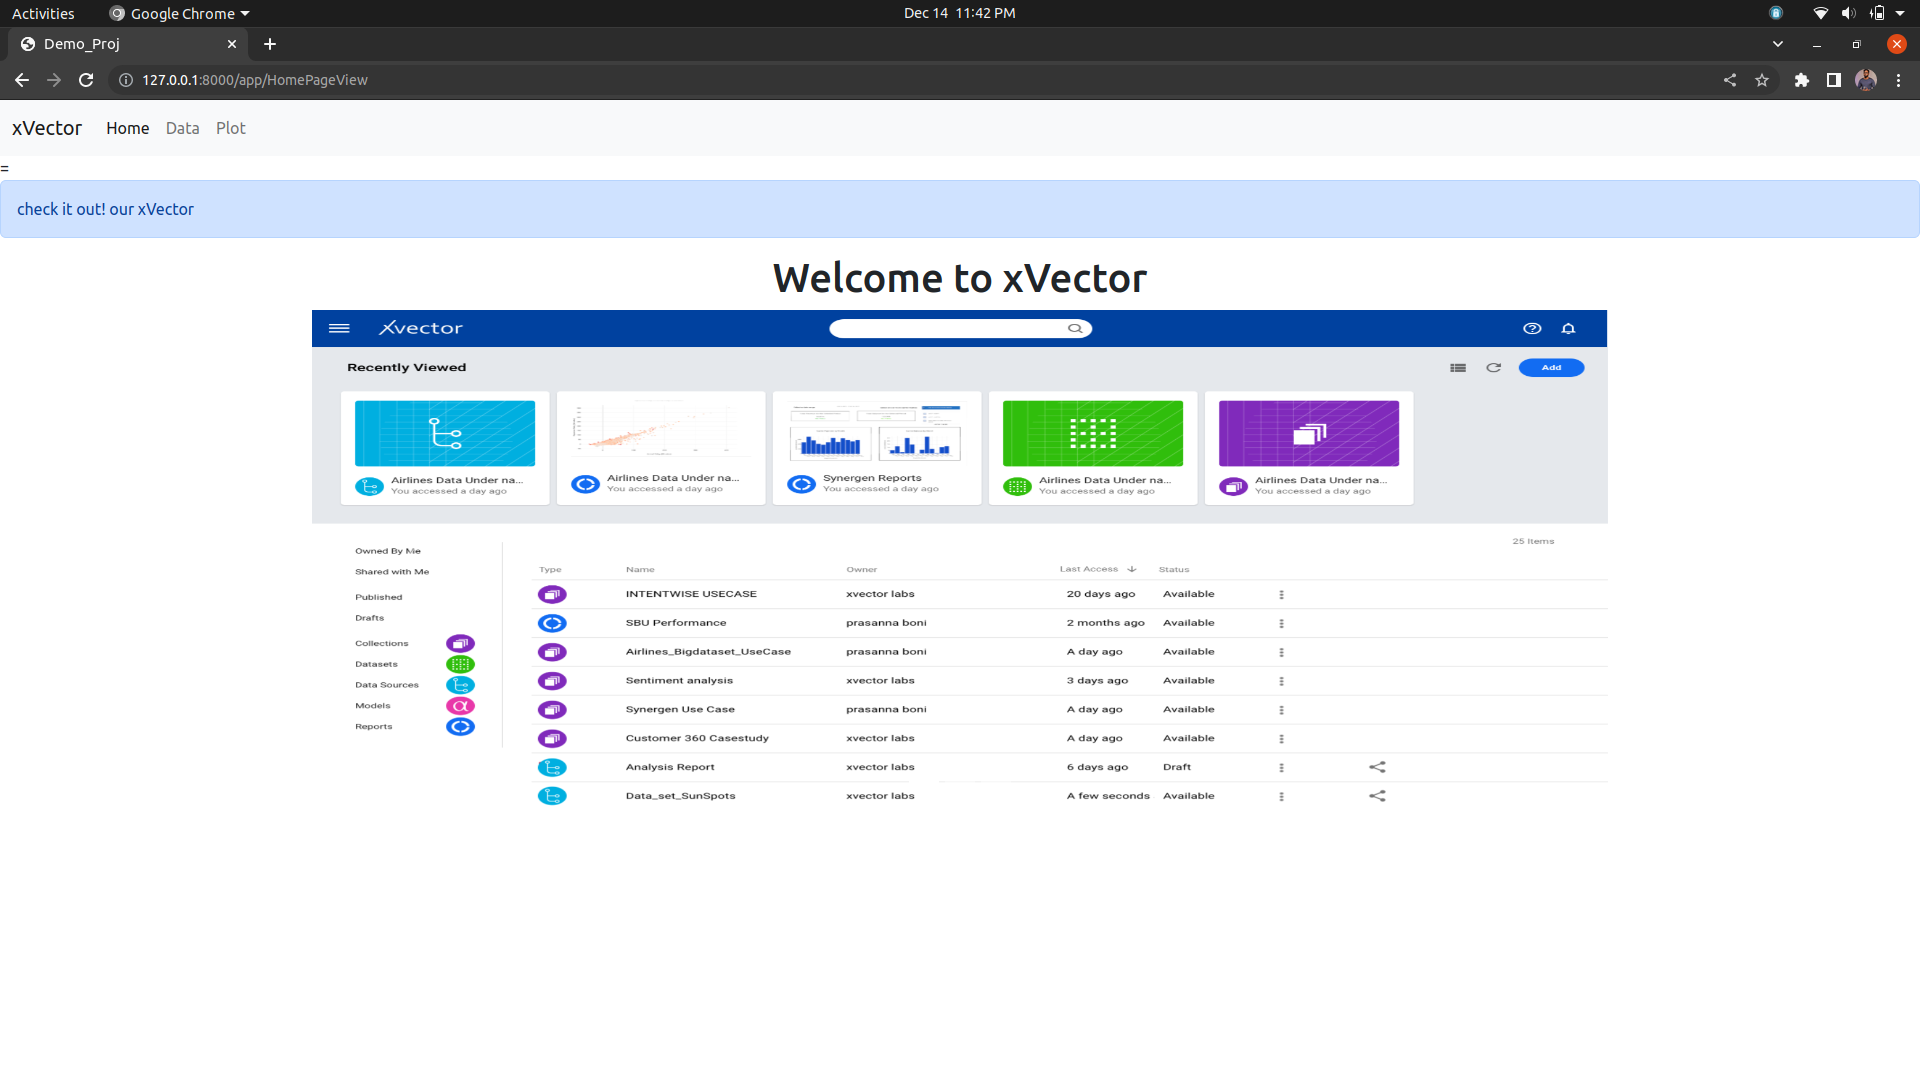 Activities Google Chrome Dec 14 11:42 PM
Demo_Proj
127.0.0.1:8000/app/HomePageView
xVector Home Data Plot
=
check it out! our xVector
Welcome to xVector
xvector
Recently Viewed Add
Airlines Data Under na...
You accessed a day ago
Airlines Data Under na...
You accessed a day ago
Synergen Reports
You accessed a day ago
Airlines Data Under na...
You accessed a day ago
Airlines Data Under na...
You accessed a day ago
Owned By Me
Shared with Me
Published
Drafts
Collections
Datasets
Data Sources
Models
Reports
25 Items
Type Name Owner Last Access Status
INTENTWISE USECASE xvector labs 20 days ago Available
SBU Performance prasanna boni 2 months ago Available
Airlines_Bigdataset_UseCase prasanna boni A day ago Available
Sentiment analysis xvector labs 3 days ago Available
Synergen Use Case prasanna boni A day ago Available
Customer 360 Casestudy xvector labs A day ago Available
Analysis Report xvector labs 6 days ago Draft
Data_set_SunSpots xvector labs A few seconds Available